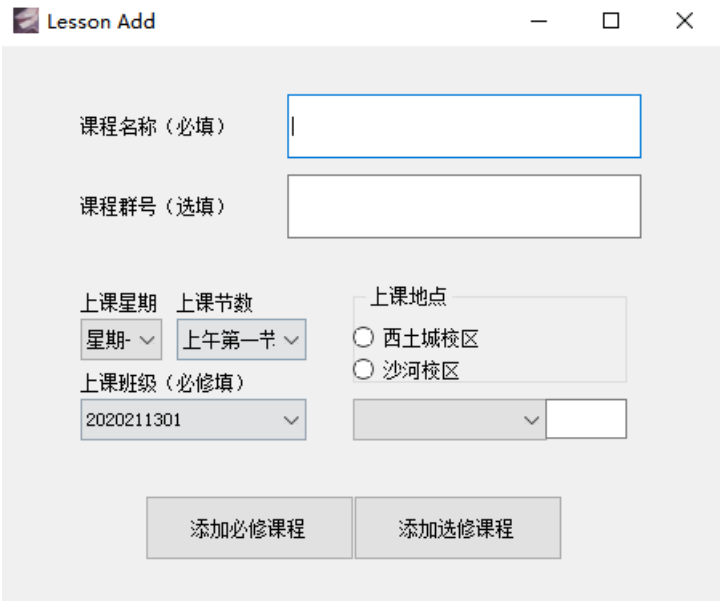 Lesson Add
课程名称（必填）
课程群号（选填）
上课星期 上课节数
星期一 上午第一节
上课班级（必修填）
2020211301
上课地点
西土城校区
沙河校区
添加必修课程 添加选修课程